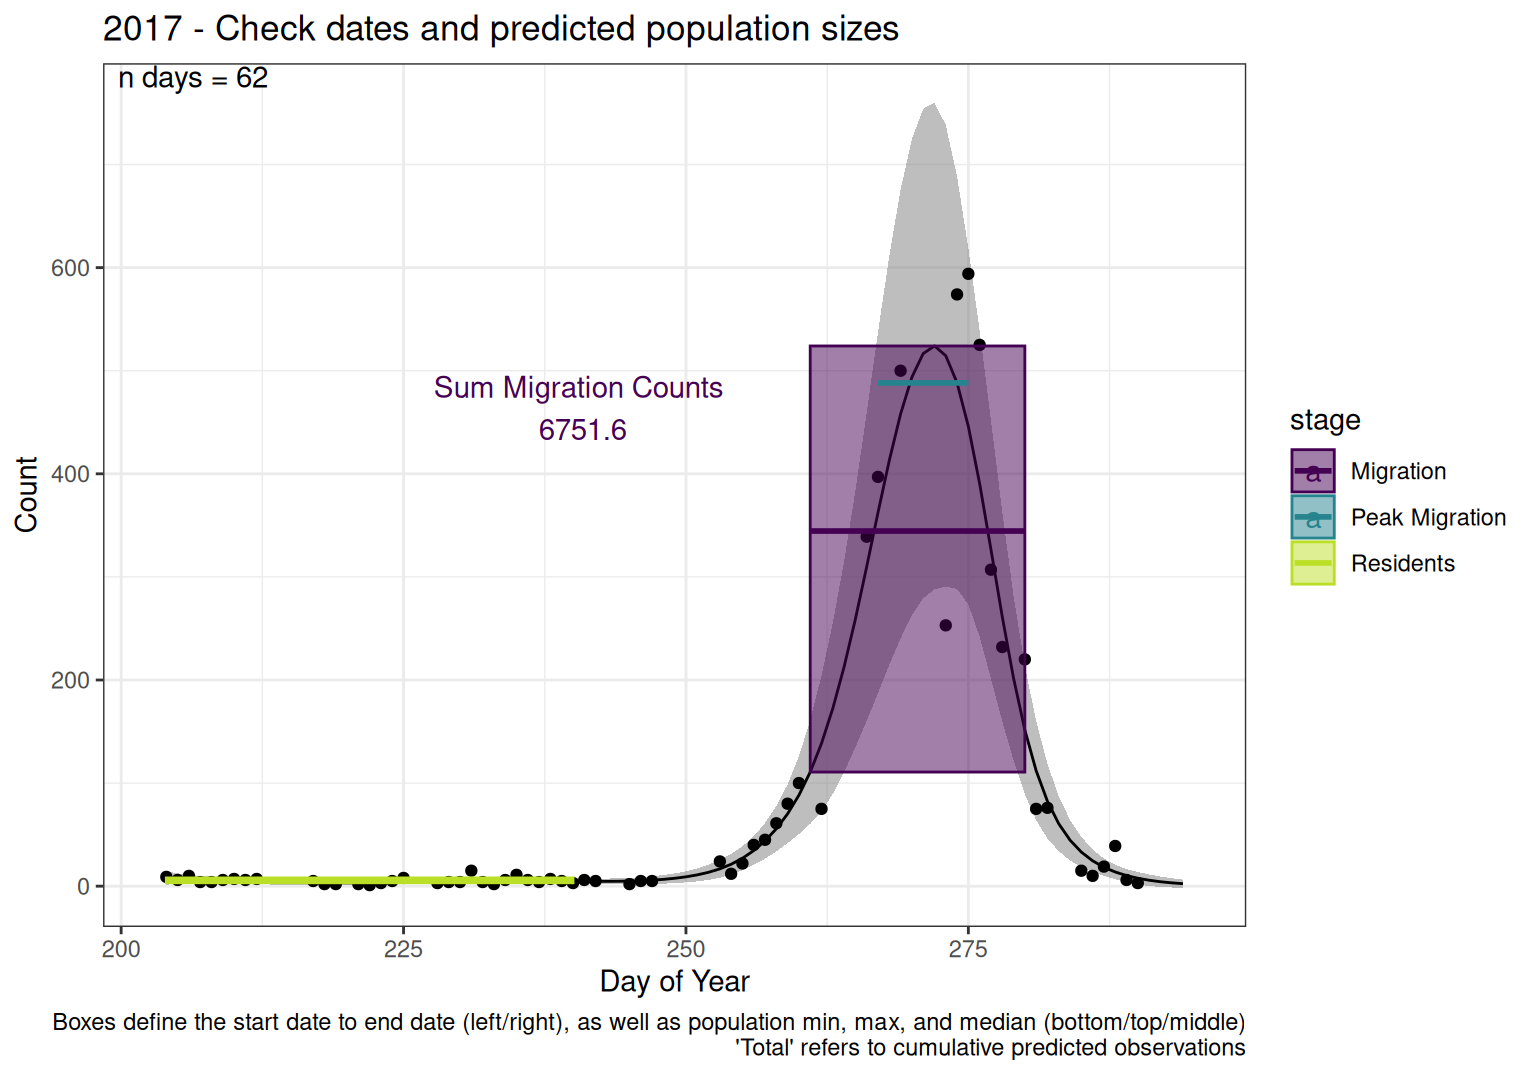 2017 - Check dates and predicted population sizes
n days = 62
Sum Migration Counts
6751.6
Count
600
400
200
0
200
225
250
275
Day of Year
stage
a Migration
a Peak Migration
Residents
Boxes define the start date to end date (left/right), as well as population min, max, and median (bottom/top/middle)
'Total' refers to cumulative predicted observations